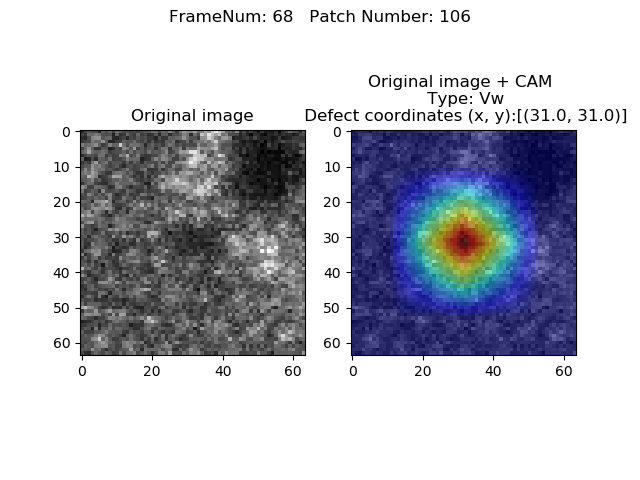 FrameNum: 68   Patch Number: 106
Original image
Original image + CAM
Type: Vw
Defect coordinates (x, y):[(31.0, 31.0)]
0
10
20
30
40
50
60
0 20 40 60
0
10
20
30
40
50
60
0 20 40 60